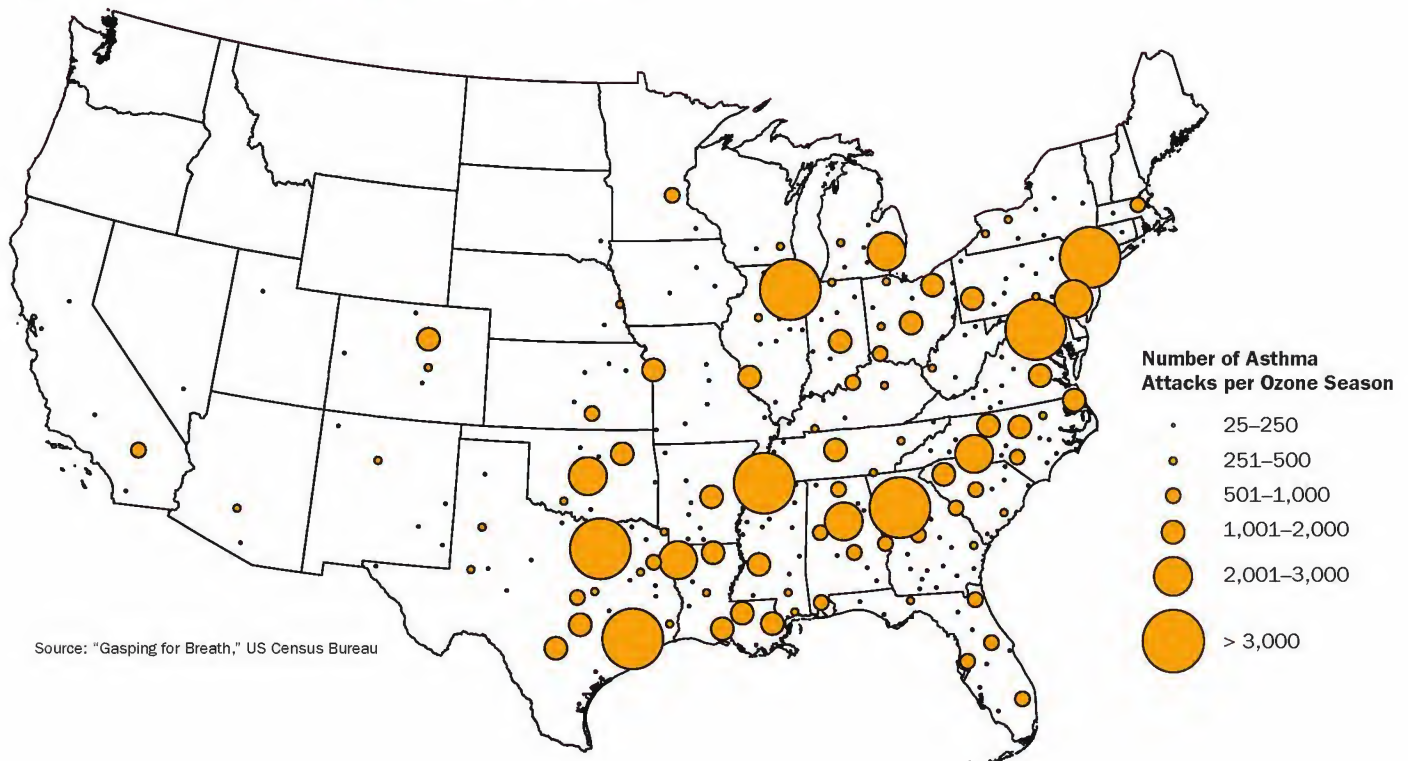 Number of Asthma
Attacks per Ozone Season
25–250
251–500
501–1,000
1,001–2,000
2,001–3,000
> 3,000
Source: "Gasping for Breath," US Census Bureau